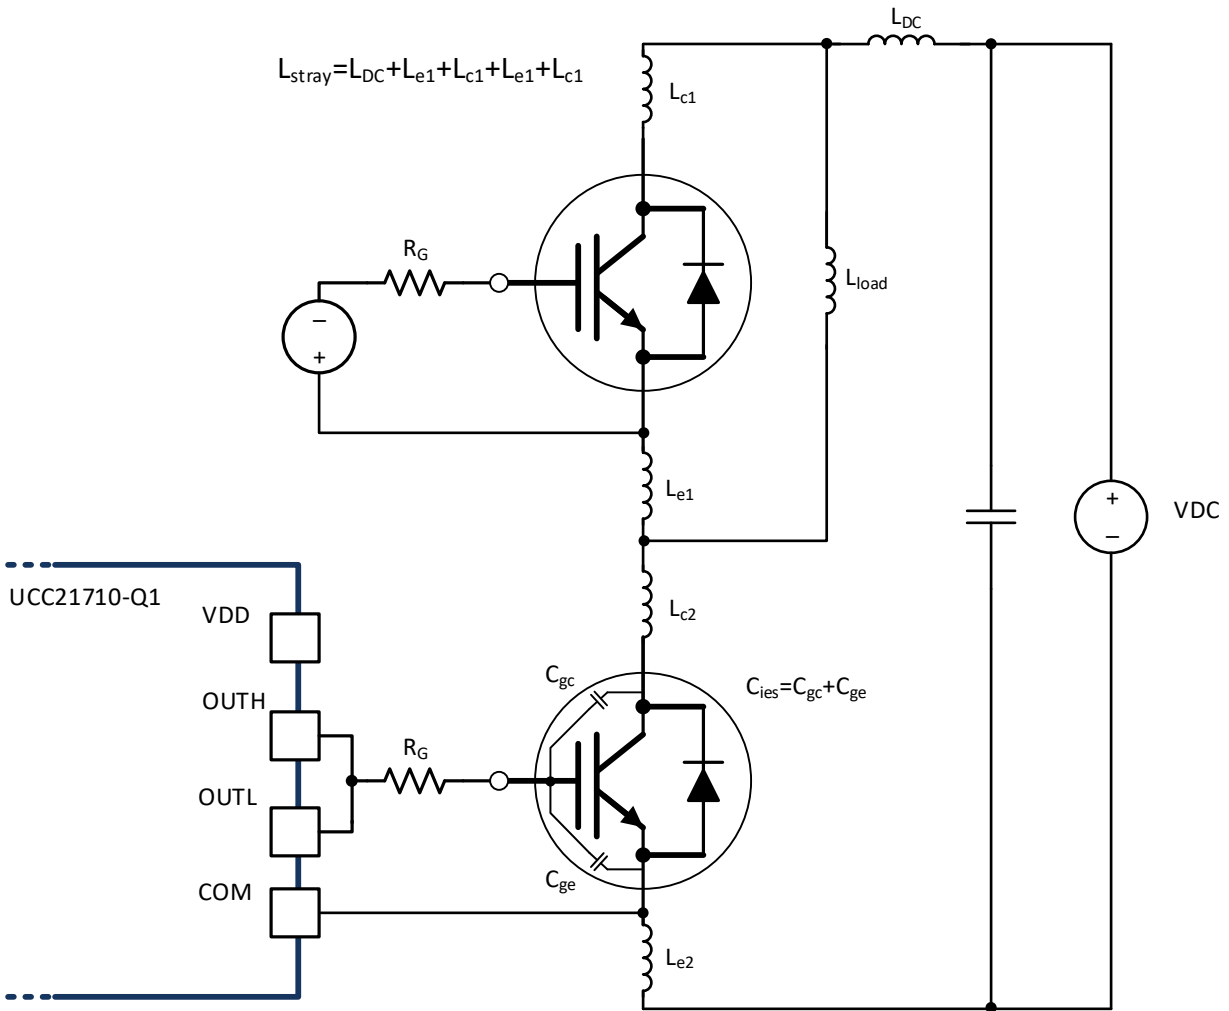 L_DC
L_stray=L_DC+L_e1+L_c1+L_e1+L_c1
L_c1
R_G
L_load
−
+
L_e1
+
−
VDC
UCC21710-Q1
VDD
L_c2
C_gc
C_ies=C_gc+C_ge
OUTH
R_G
OUTL
C_ge
COM
L_e2